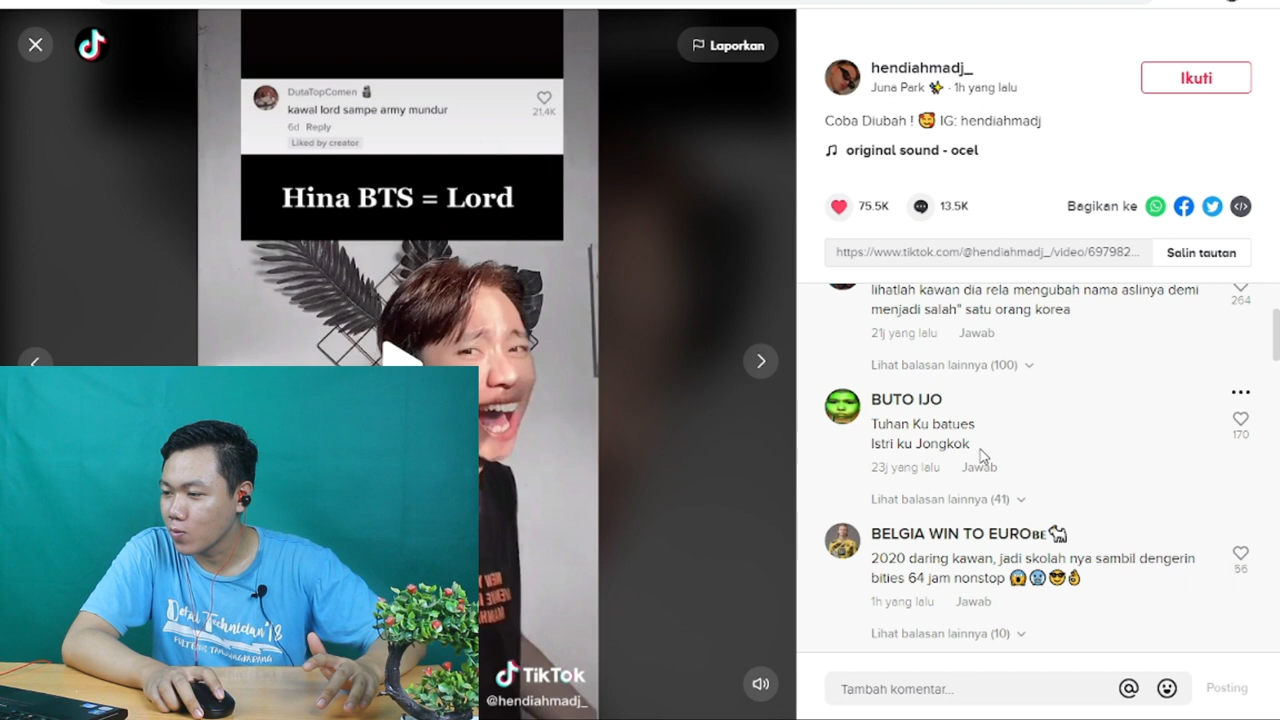 Laporkan
DutaTopComen
kawal lord sampe army mundur
21,4K
6d Reply
Liked by creator
Hina BTS = Lord
TikTok
@hendiahmadj_
hendiahmadj_
Juna Park · 1h yang lalu
Ikuti
Coba Diubah ! 🥰 IG: hendiahmadj
original sound - ocel
75.5K
13.5K
Bagikan ke
https://www.tiktok.com/@hendiahmadj_/video/697982...
Salin tautan
lihatlah kawan dia rela mengubah nama aslinya demi
menjadi salah" satu orang korea
264
21j yang lalu Jawab
Lihat balasan lainnya (100)
BUTO IJO
Tuhan Ku batues
Istri ku Jongkok
170
23j yang lalu Jawab
Lihat balasan lainnya (41)
BELGIA WIN TO EUROʙᴇ
2020 daring kawan, jadi skolah nya sambil dengerin
bities 64 jam nonstop
56
1h yang lalu Jawab
Lihat balasan lainnya (10)
Tambah komentar...
Posting